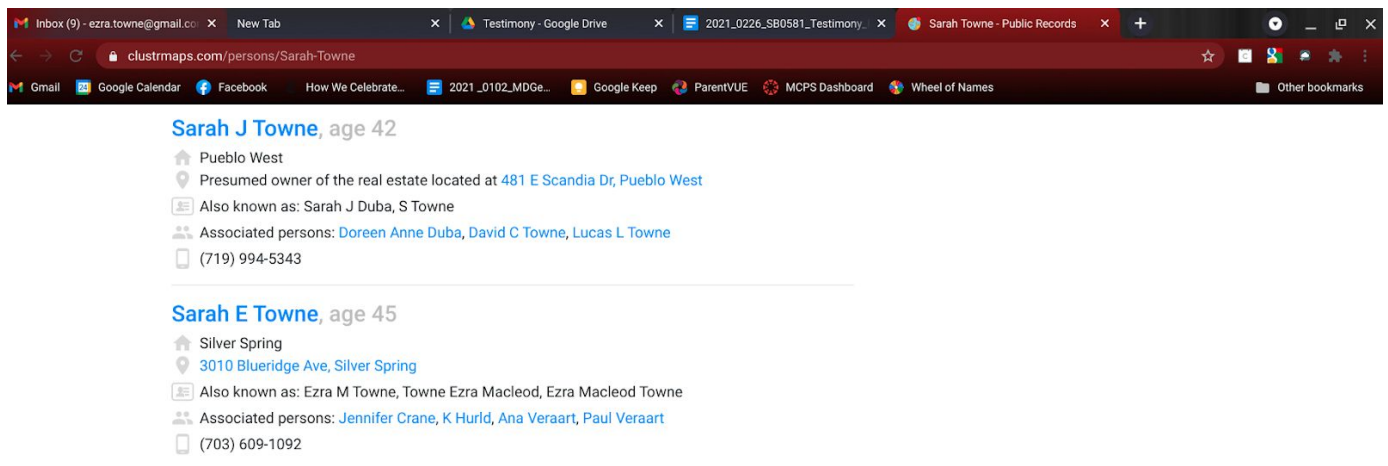 Inbox (9) - ezra.towne@gmail.co
New Tab
Testimony - Google Drive
2021_0226_SB0581_Testimony_
Sarah Towne - Public Records
clustrmaps.com/persons/Sarah-Towne
Gmail
Google Calendar
Facebook
How We Celebrate...
2021 _0102_MDGe...
Google Keep
ParentVUE
MCPS Dashboard
Wheel of Names
Other bookmarks
Sarah J Towne, age 42
Pueblo West
Presumed owner of the real estate located at 481 E Scandia Dr, Pueblo West
Also known as: Sarah J Duba, S Towne
Associated persons: Doreen Anne Duba, David C Towne, Lucas L Towne
(719) 994-5343
Sarah E Towne, age 45
Silver Spring
3010 Blueridge Ave, Silver Spring
Also known as: Ezra M Towne, Towne Ezra Macleod, Ezra Macleod Towne
Associated persons: Jennifer Crane, K Hurld, Ana Veraart, Paul Veraart
(703) 609-1092